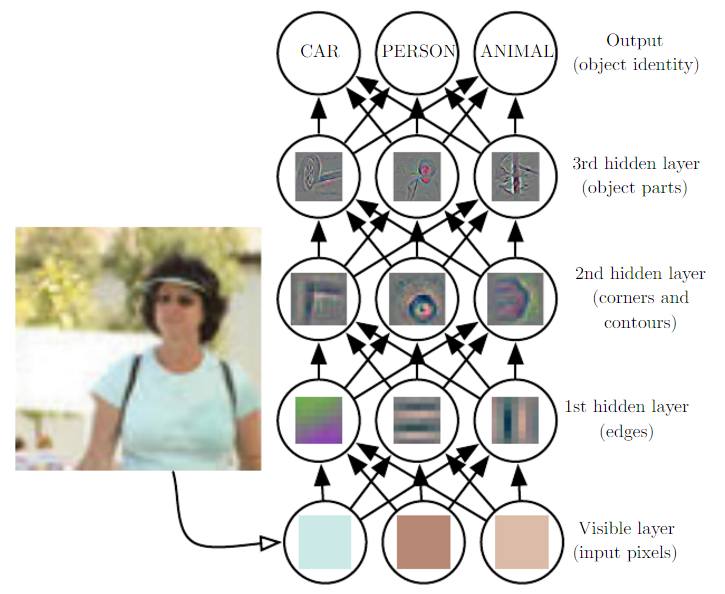 CAR
PERSON
ANIMAL
Output
(object identity)
3rd hidden layer
(object parts)
2nd hidden layer
(corners and
contours)
1st hidden layer
(edges)
Visible layer
(input pixels)